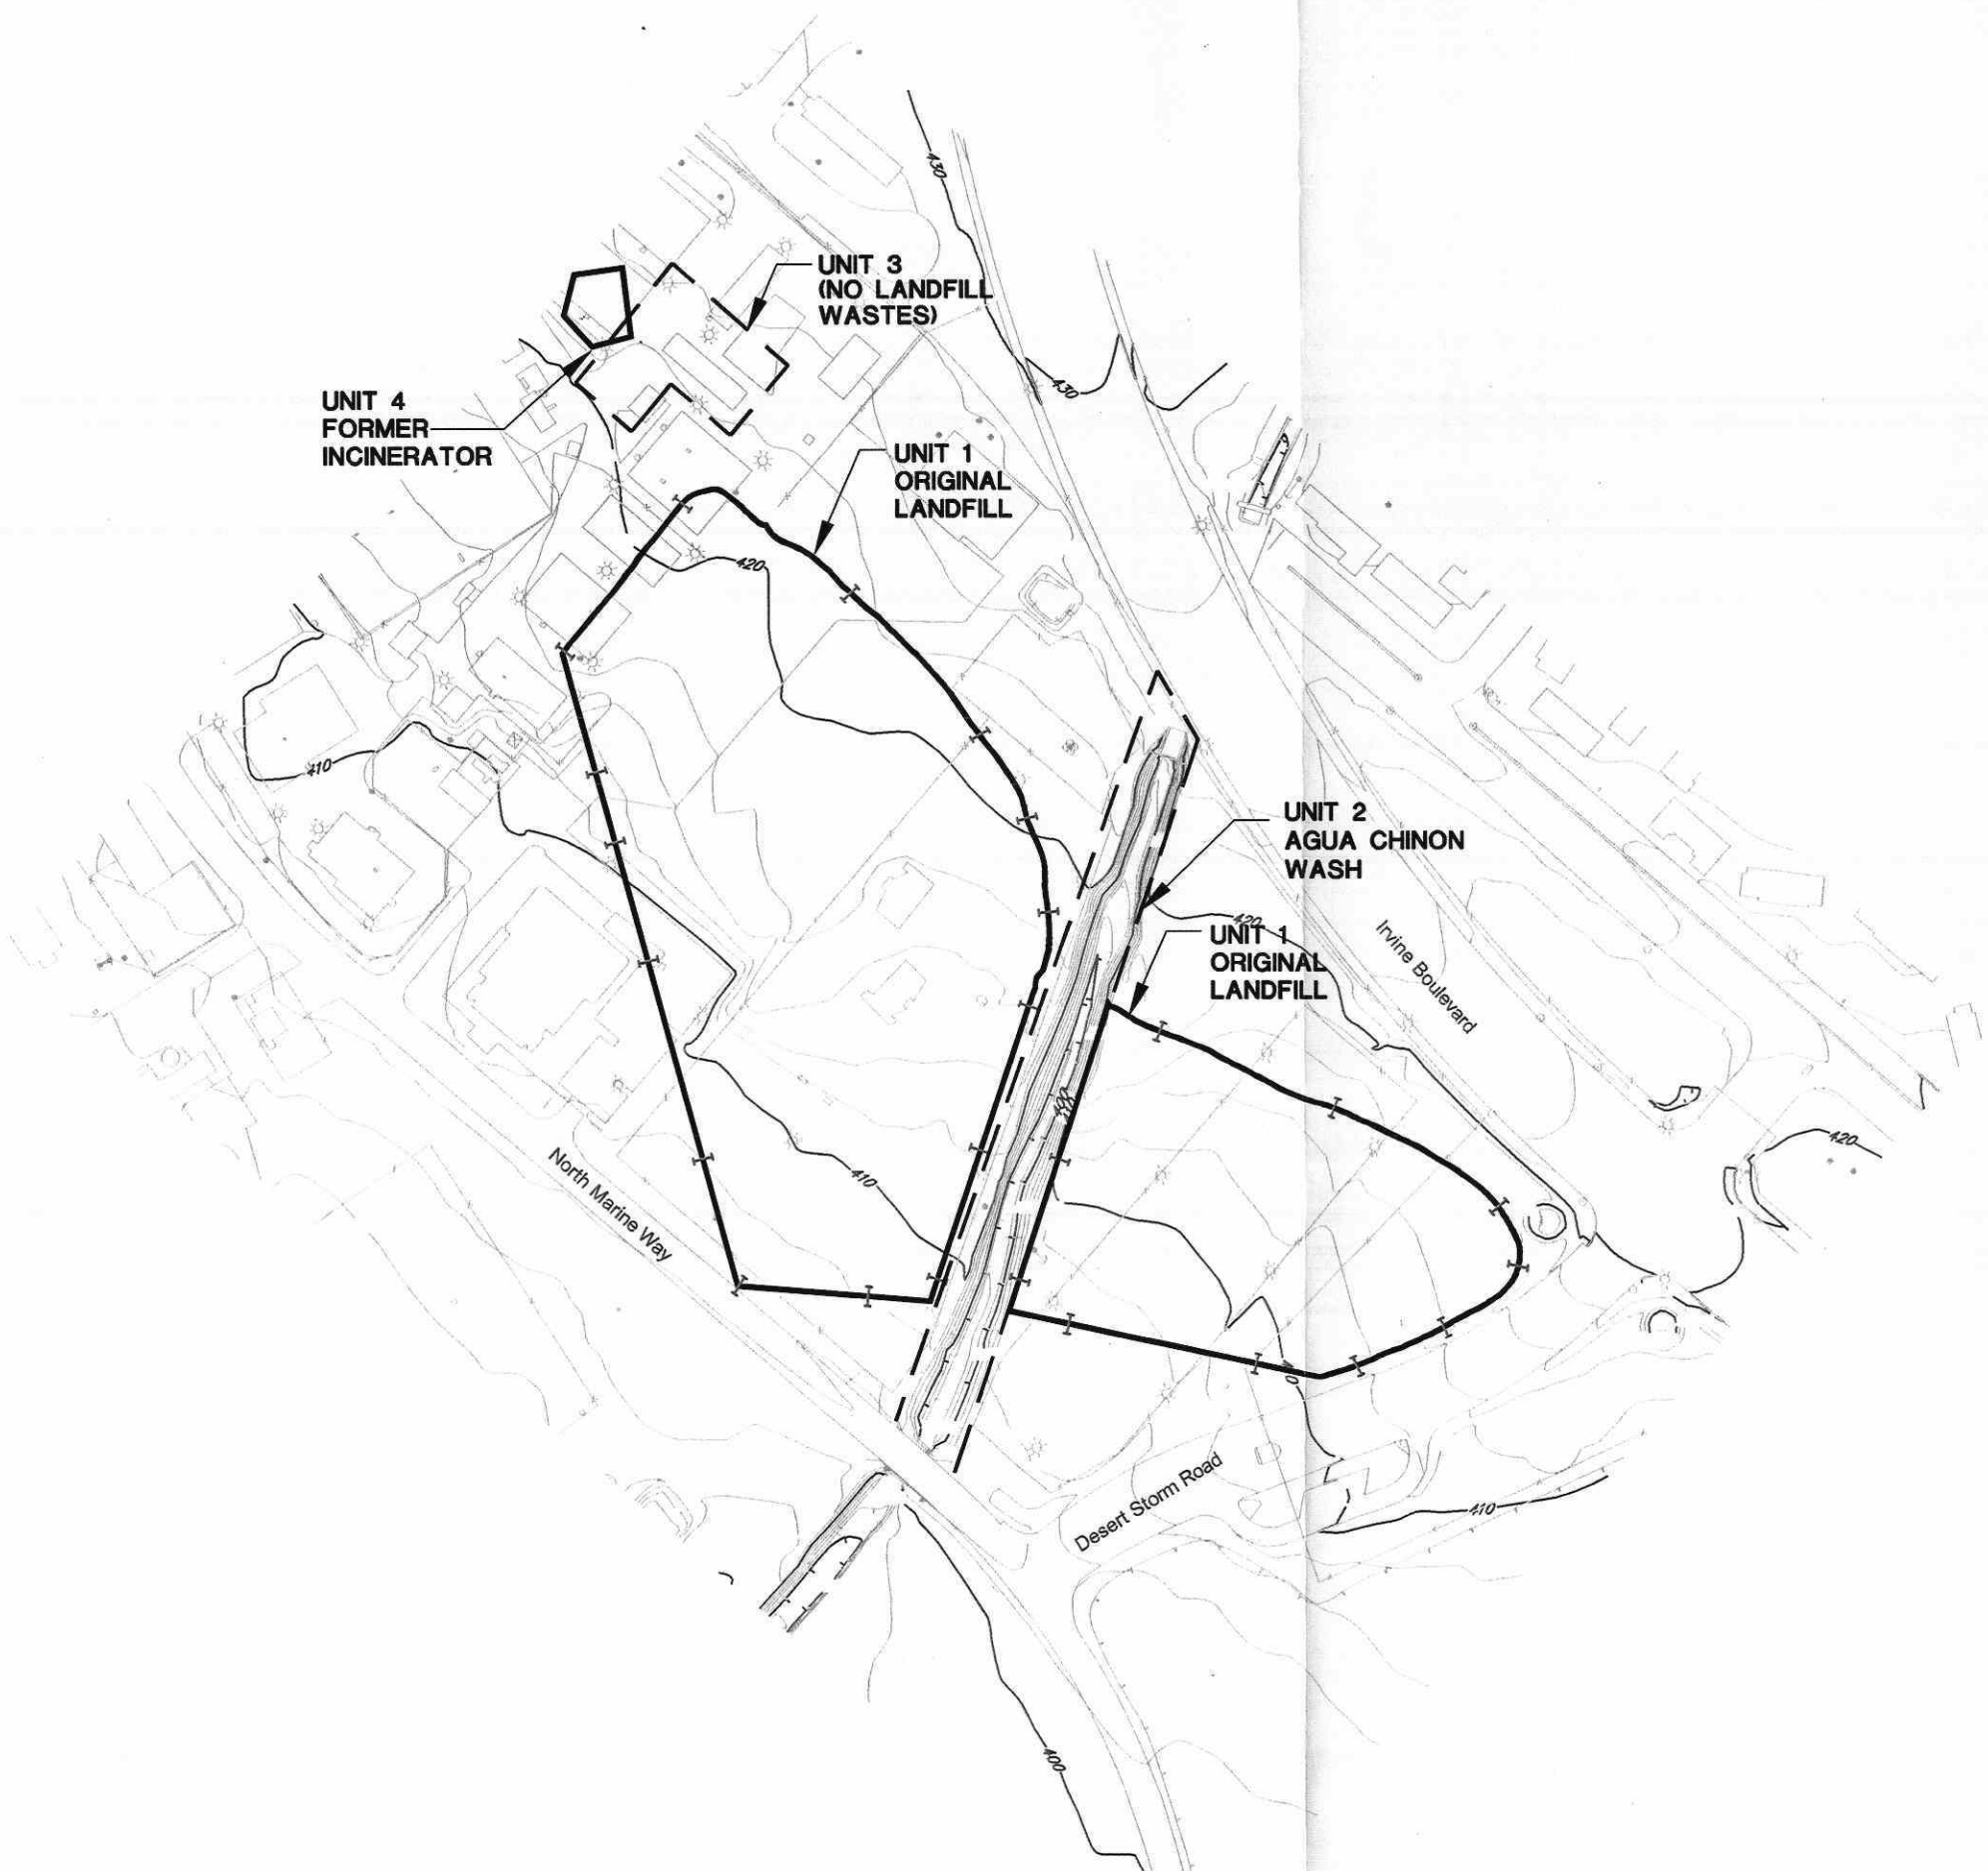 430
UNIT 3
(NO LANDFILL
WASTES)
430
UNIT 4
FORMER
INCINERATOR
UNIT 1
ORIGINAL
LANDFILL
420
410
UNIT 2
AGUA CHINON
WASH
420
UNIT 1
ORIGINAL
LANDFILL
Irvine Boulevard
420
North Marine Way
410
Desert Storm Road
410
400